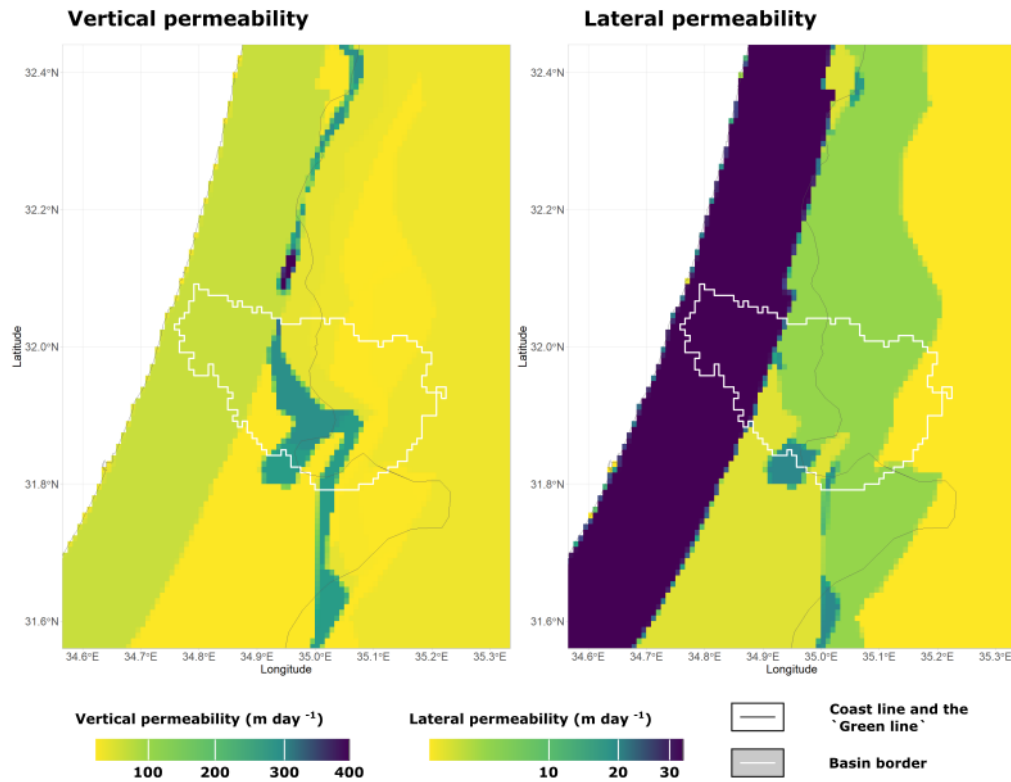 Vertical permeability
Lateral permeability
32.4°N
32.2°N
32.0°N
31.8°N
31.6°N
Latitude
34.6°E 34.7°E 34.8°E 34.9°E 35.0°E 35.1°E 35.2°E 35.3°E
Longitude
32.4°N
32.2°N
32.0°N
31.8°N
31.6°N
Latitude
34.6°E 34.7°E 34.8°E 34.9°E 35.0°E 35.1°E 35.2°E 35.3°E
Longitude
Vertical permeability (m day -1)
100 200 300 400
Lateral permeability (m day -1)
10 20 30
Coast line and the
`Green line`
Basin border